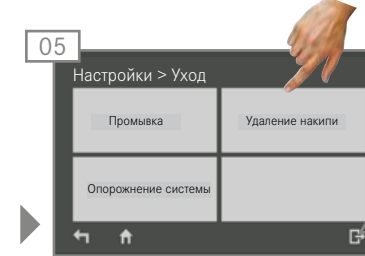 05
Настройки > Уход
Промывка
Удаление накипи
Опорожнение системы